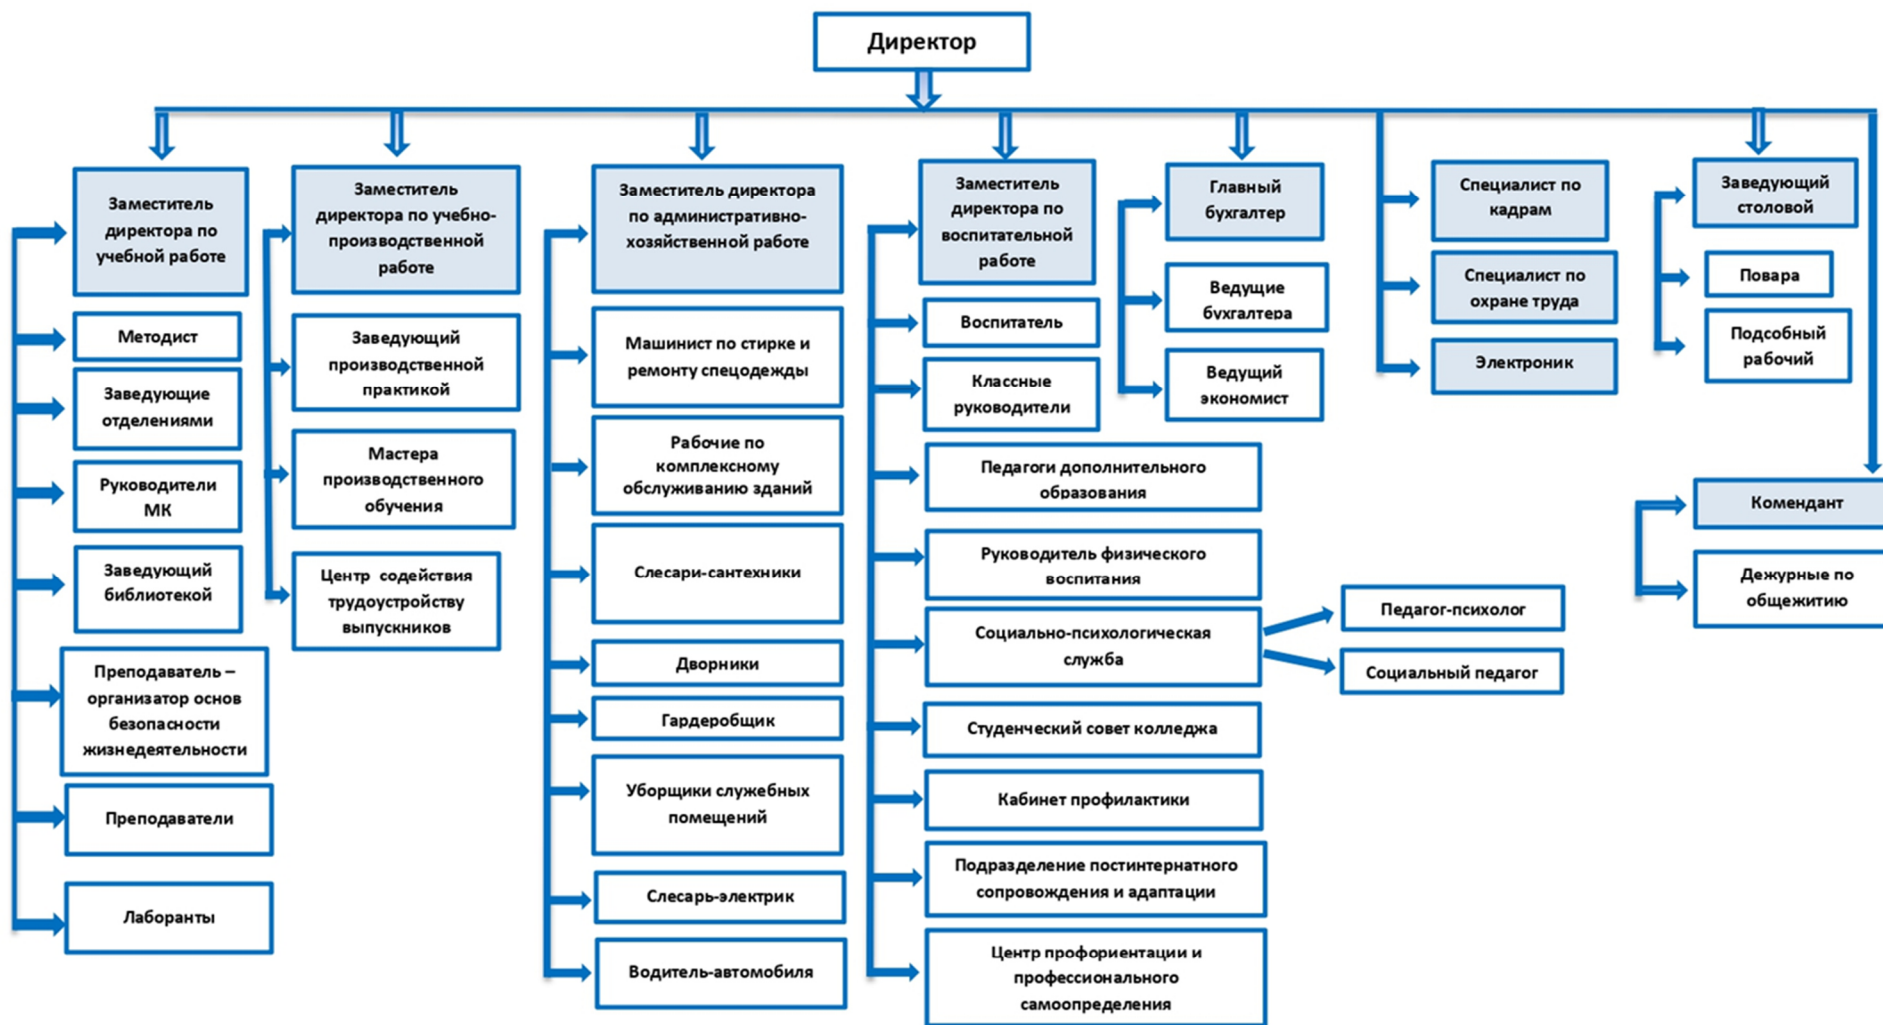 Директор
Заместитель
директора по
учебной работе
Методист
Заведующие
отделениями
Руководители
МК
Заведующий
библиотекой
Преподаватель –
организатор основ
безопасности
жизнедеятельности
Преподаватели
Лаборанты
Заместитель
директора по учебно-
производственной
работе
Заведующий
производственной
практикой
Мастера
производственного
обучения
Центр содействия
трудоустройству
выпускников
Заместитель директора
по административно-
хозяйственной работе
Машинист по стирке и
ремонту спецодежды
Рабочие по
комплексному
обслуживанию зданий
Слесари-сантехники
Дворники
Гардеробщик
Уборщики служебных
помещений
Слесарь-электрик
Водитель-автомобиля
Заместитель
директора по
воспитательной
работе
Воспитатель
Классные
руководители
Педагоги дополнительного
образования
Руководитель физического
воспитания
Социально-психологическая
служба
Педагог-психолог
Социальный педагог
Студенческий совет колледжа
Кабинет профилактики
Подразделение постинтернатного
сопровождения и адаптации
Центр профориентации и
профессионального
самоопределения
Главный
бухгалтер
Ведущие
бухгалтера
Ведущий
экономист
Специалист по
кадрам
Специалист по
охране труда
Электроник
Заведующий
столовой
Повара
Подсобный
рабочий
Комендант
Дежурные по
общежитию